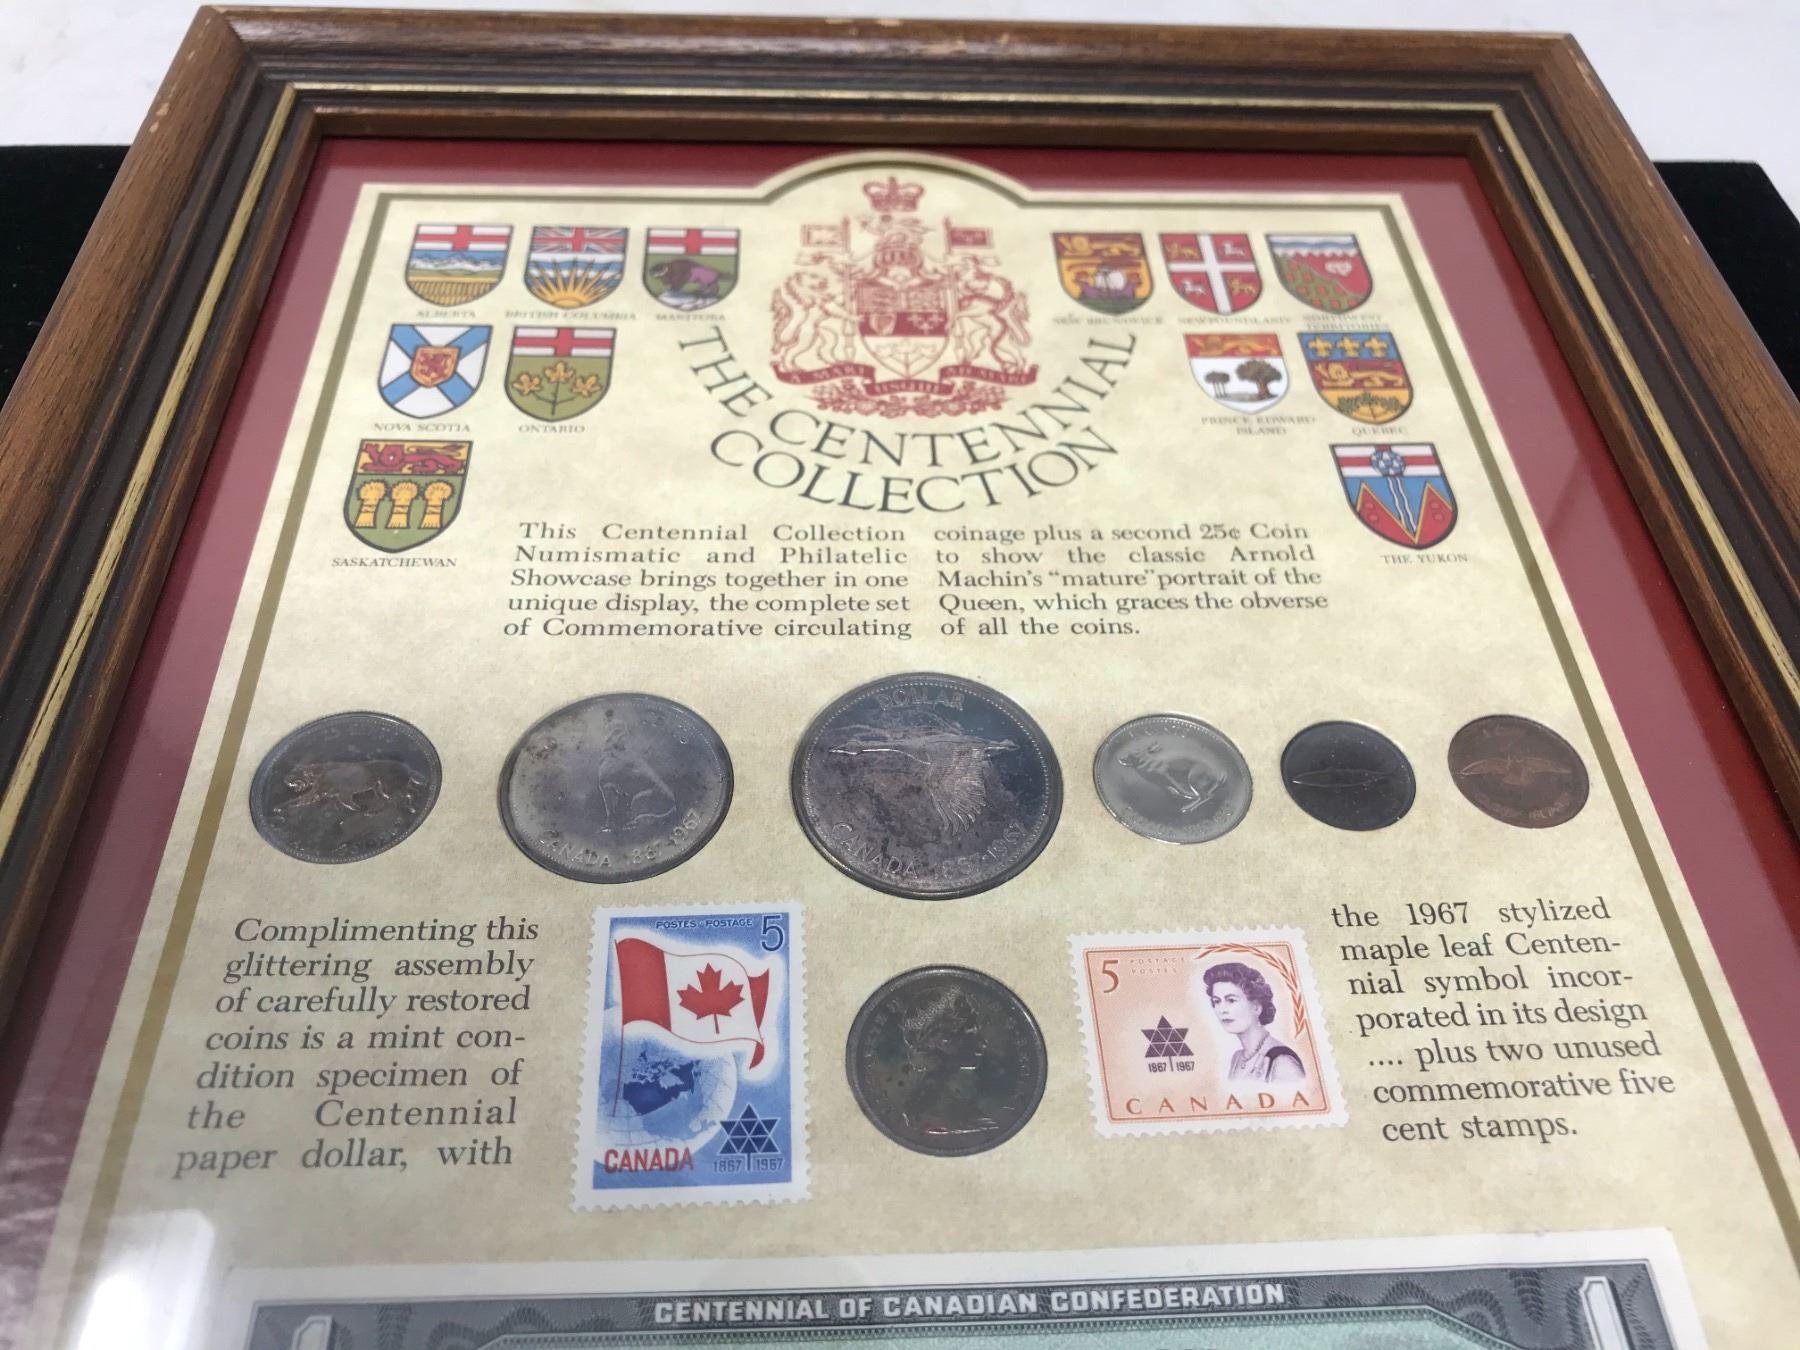 ALBERTA
BRITISH COLUMBIA
MANITOBA
NEW BRUNSWICK
NEWFOUNDLAND
NORTHWEST
TERRITORIES
NOVA SCOTIA
ONTARIO
PRINCE EDWARD
ISLAND
QUEBEC
SASKATCHEWAN
THE YUKON
A MARI USQUE AD MARE
THE CENTENNIAL
COLLECTION
This Centennial Collection
Numismatic and Philatelic
Showcase brings together in one
unique display, the complete set
of Commemorative circulating
coinage plus a second 25¢ Coin
to show the classic Arnold
Machin's "mature" portrait of the
Queen, which graces the obverse
of all the coins.
CANADA 1867-1967
DOLLAR
CANADA 1867-1967
Complimenting this
glittering assembly
of carefully restored
coins is a mint con-
dition specimen of
the Centennial
paper dollar, with
POSTES-POSTAGE 5
CANADA 1867 1967
5 POSTAGE
POSTES
1867 1967
CANADA
the 1967 stylized
maple leaf Centen-
nial symbol incor-
porated in its design
.... plus two unused
commemorative five
cent stamps.
CENTENNIAL OF CANADIAN CONFEDERATION
1
1